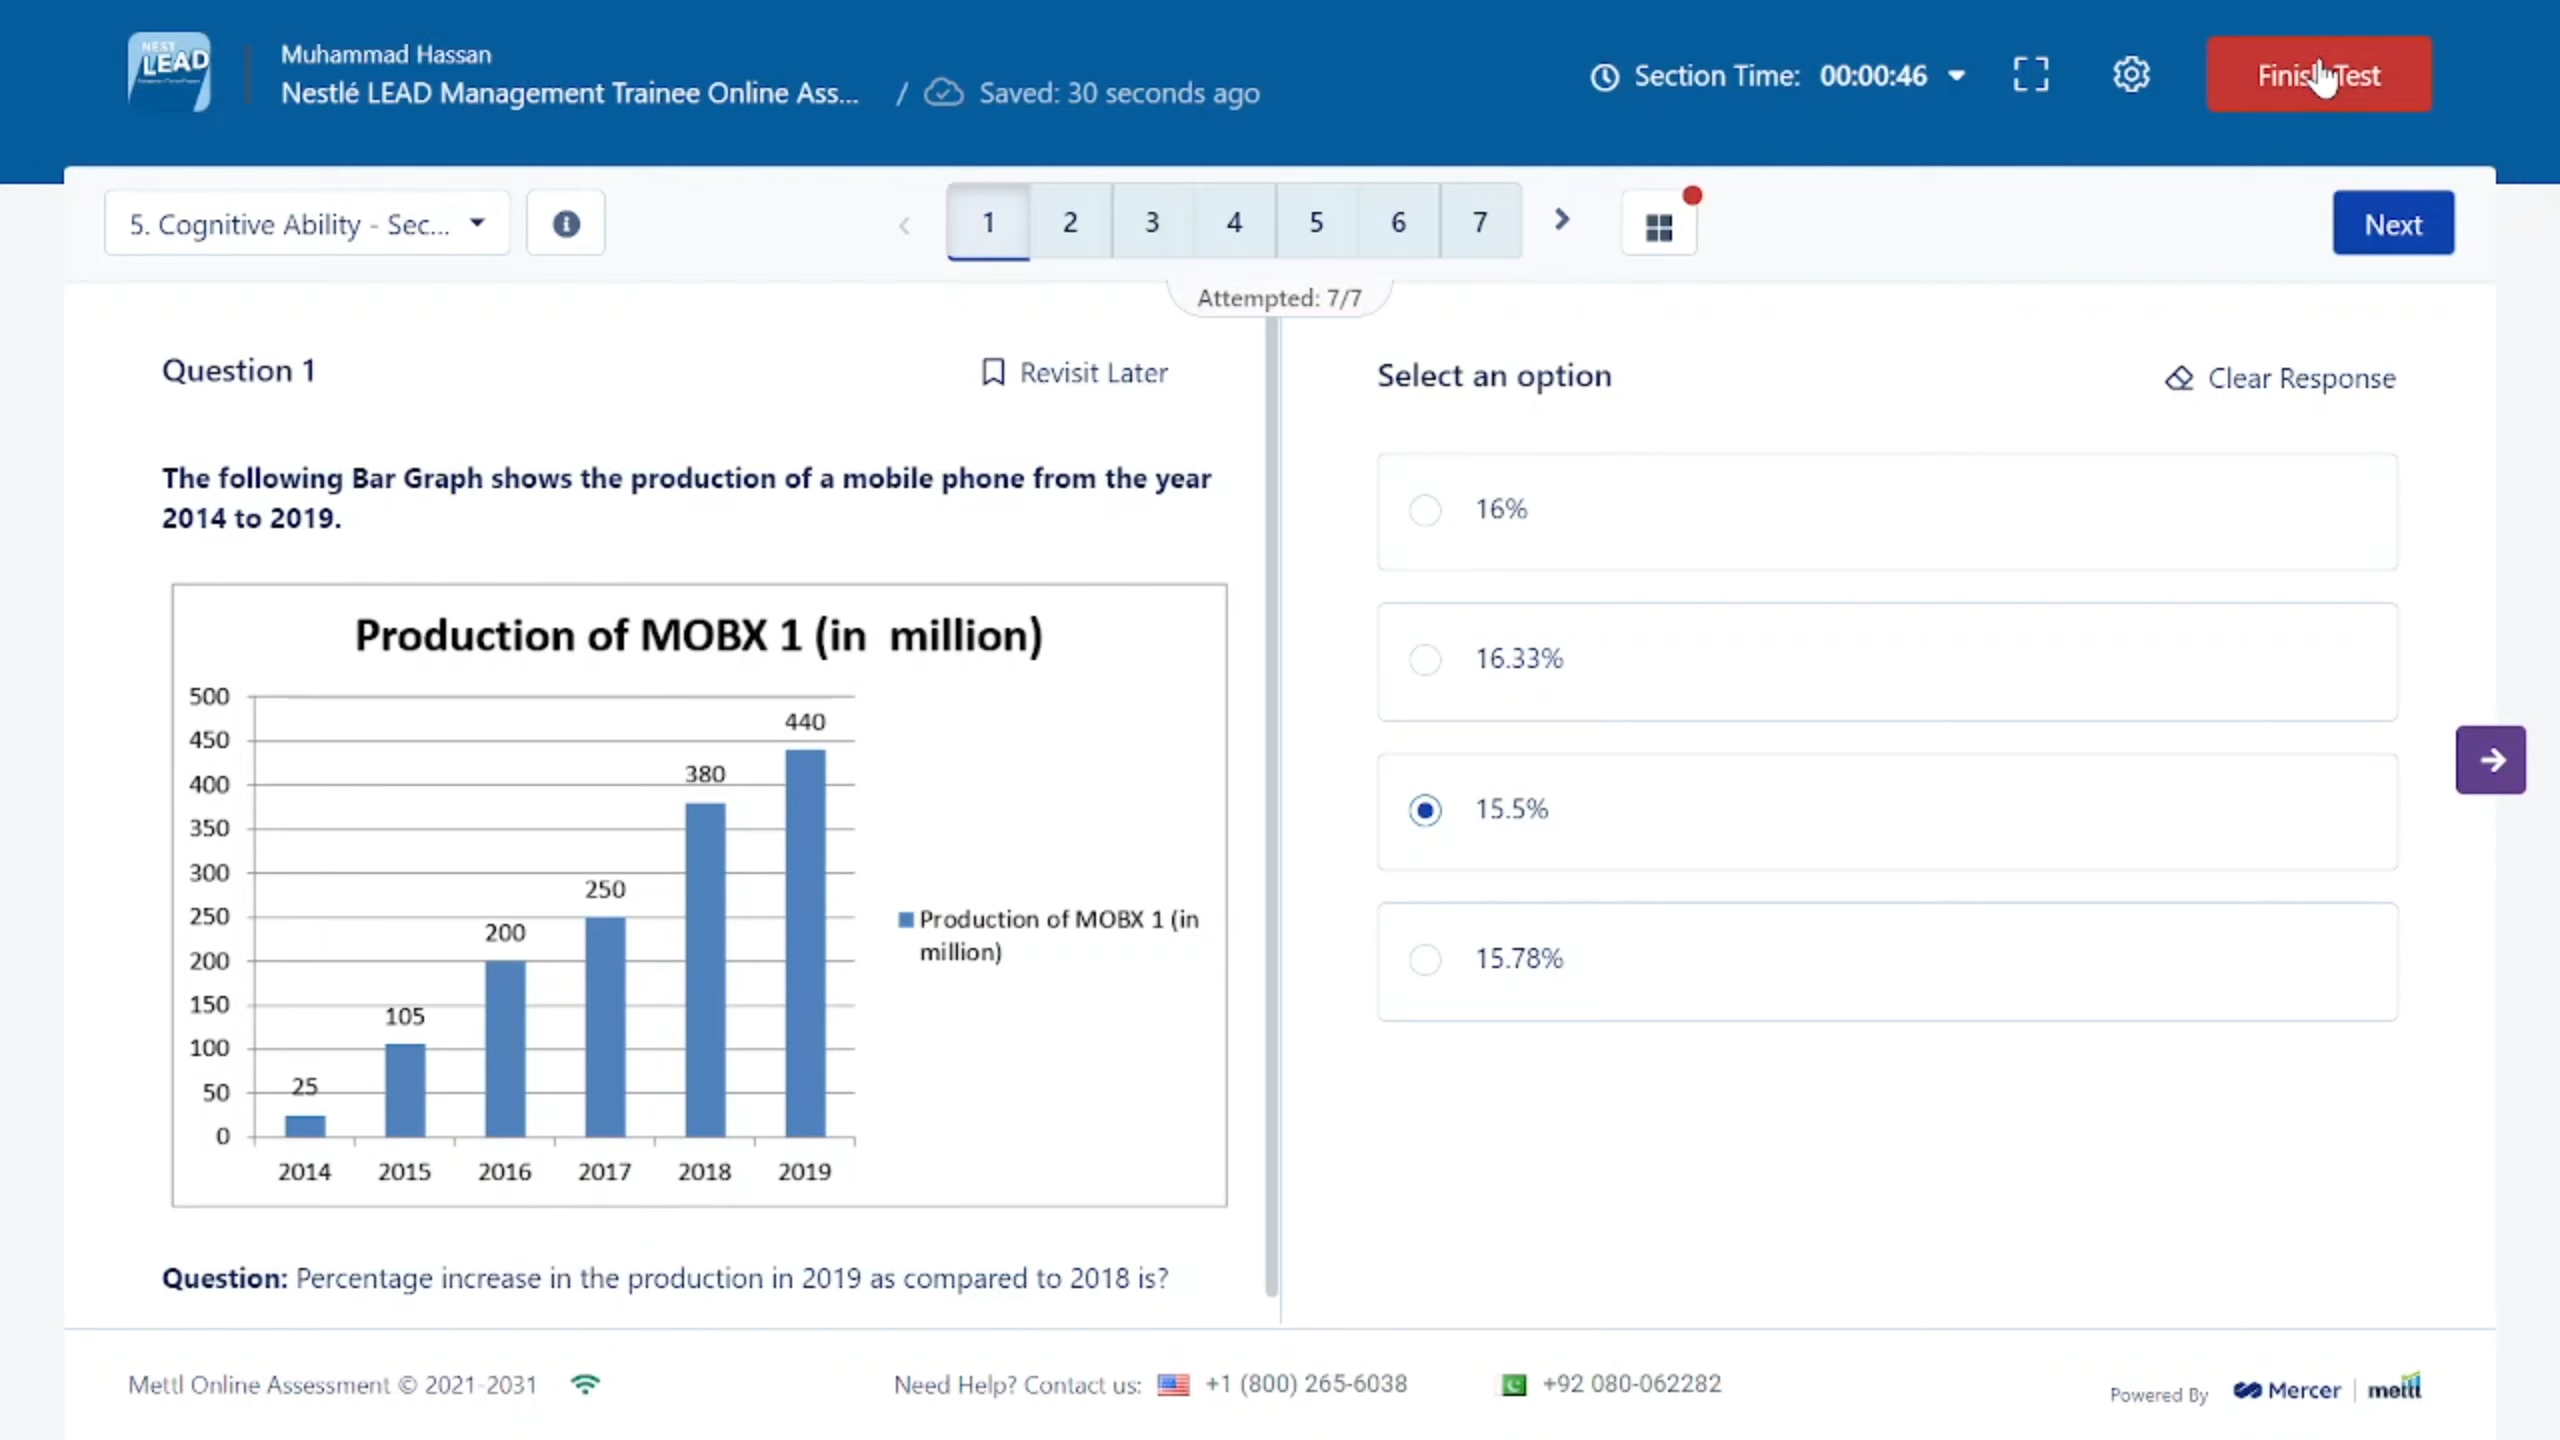 NEST
LEAD
Muhammad Hassan
Nestlé LEAD Management Trainee Online Ass... / Saved: 30 seconds ago
Section Time: 00:00:46
Finish Test
5. Cognitive Ability - Sec...
1 2 3 4 5 6 7
Next
Attempted: 7/7
Question 1
Revisit Later
The following Bar Graph shows the production of a mobile phone from the year
2014 to 2019.
Production of MOBX 1 (in million)
500
450
400
350
300
250
200
150
100
50
0
25
105
200
250
380
440
2014 2015 2016 2017 2018 2019
Production of MOBX 1 (in
million)
Question: Percentage increase in the production in 2019 as compared to 2018 is?
Select an option
Clear Response
16%
16.33%
15.5%
15.78%
Mettl Online Assessment © 2021-2031
Need Help? Contact us: +1 (800) 265-6038 +92 080-062282
Powered By Mercer | mettl